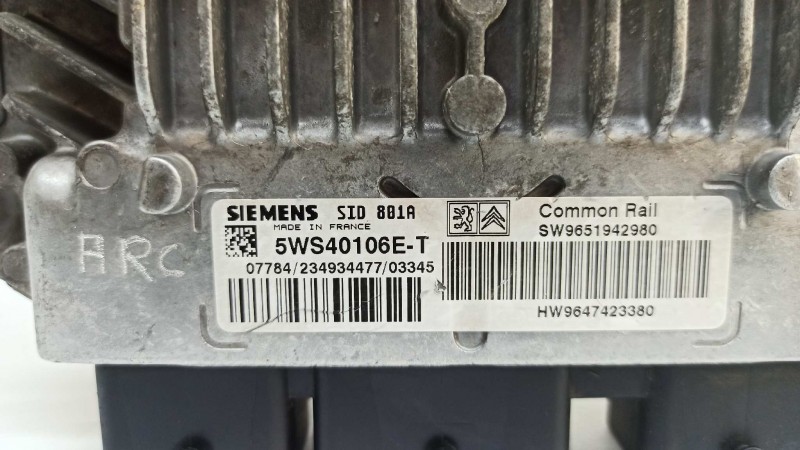 ARC
SIEMENS SID 801A
MADE IN FRANCE
5WS40106E-T
07784/234934477/03345
Common Rail
SW9651942980
HW9647423380